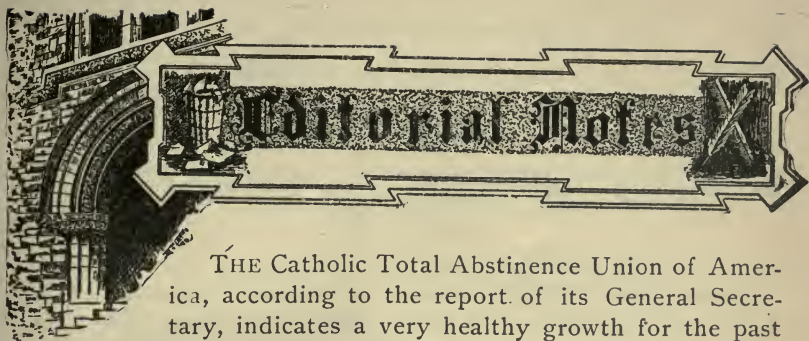 Editorial Notes
THE Catholic Total Abstinence Union of Amer-
ica, according to the report of its General Secre-
tary, indicates a very healthy growth for the past